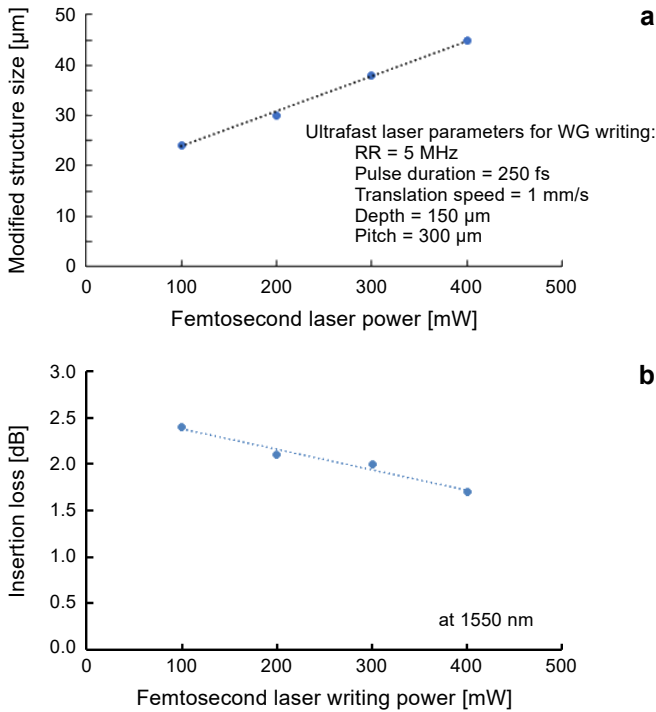 a
Modified structure size [µm]
50
40
30
20
10
0
Ultrafast laser parameters for WG writing:
RR = 5 MHz
Pulse duration = 250 fs
Translation speed = 1 mm/s
Depth = 150 µm
Pitch = 300 µm
0 100 200 300 400 500
Femtosecond laser power [mW]
b
Insertion loss [dB]
3.0
2.5
2.0
1.5
1.0
0.5
0.0
at 1550 nm
0 100 200 300 400 500
Femtosecond laser writing power [mW]